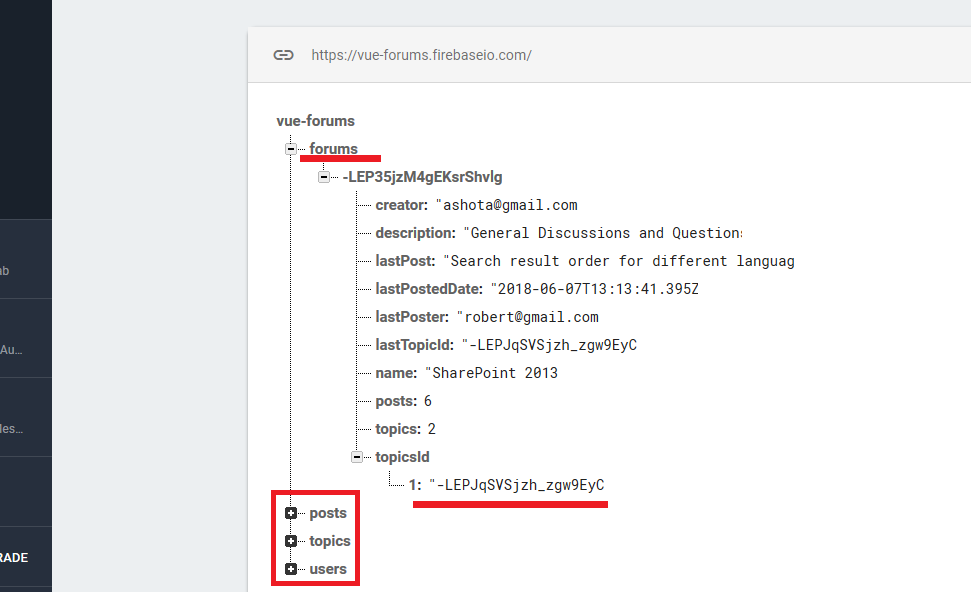 https://vue-forums.firebaseio.com/
vue-forums
forums
-LEP35jzM4gEKsrShvlg
creator: "ashota@gmail.com
description: "General Discussions and Question
lastPost: "Search result order for different languag
lastPostedDate: "2018-06-07T13:13:41.395Z
lastPoster: "robert@gmail.com
lastTopicId: "-LEPJqSVSjzh_zgw9EyC
name: "SharePoint 2013
posts: 6
topics: 2
topicsId
1: "-LEPJqSVSjzh_zgw9EyC
posts
topics
users
ab
Au...
les...
RADE